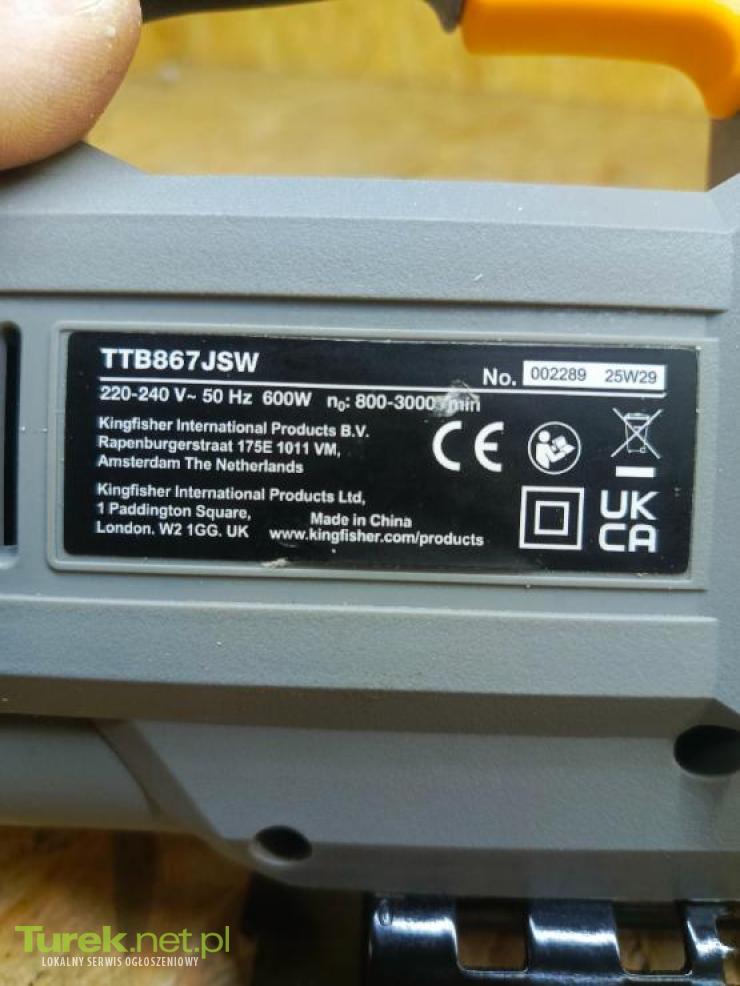 TTB867JSW
No. 002289 25W29
220-240 V~ 50 Hz 600W n₀: 800-3000 /min
Kingfisher International Products B.V.
Rapenburgerstraat 175E 1011 VM,
Amsterdam The Netherlands
Kingfisher International Products Ltd,
1 Paddington Square,
London. W2 1GG. UK
Made in China
www.kingfisher.com/products
CE
UK
CA
Turek.net.pl
LOKALNY SERWIS OGŁOSZENIOWY